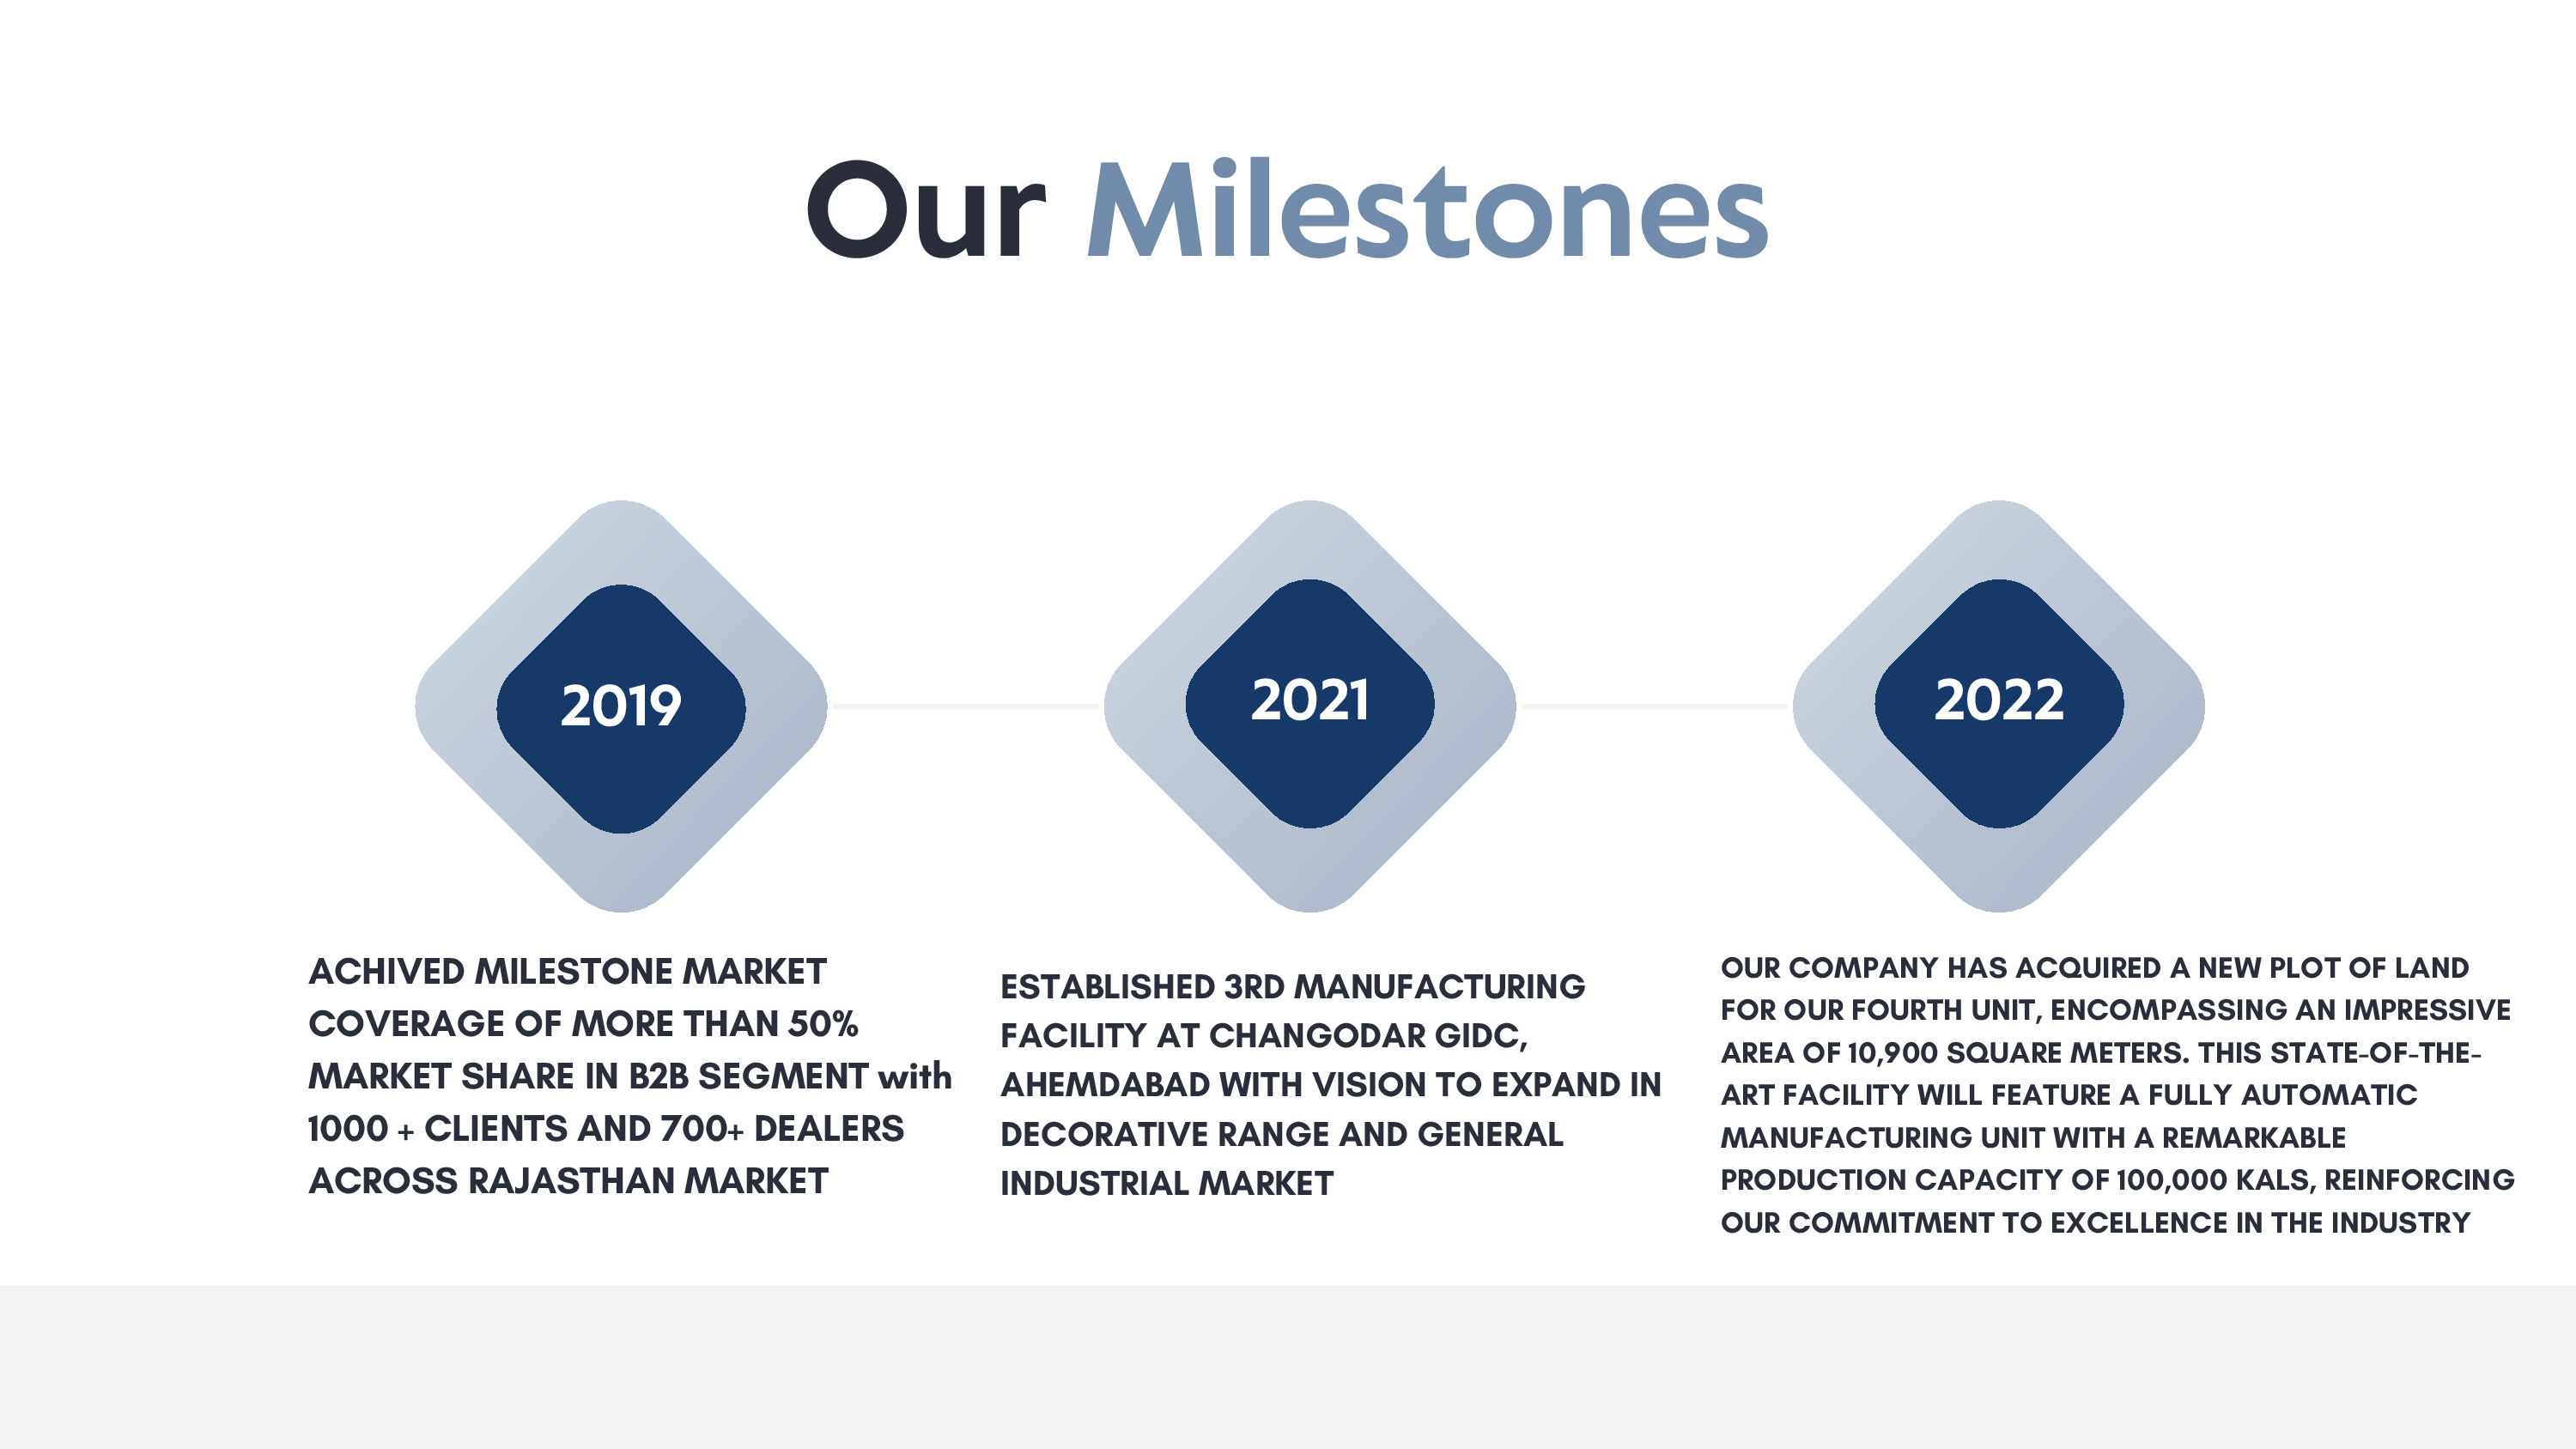 Our Milestones
2019
2021
2022
ACHIVED MILESTONE MARKET
COVERAGE OF MORE THAN 50%
MARKET SHARE IN B2B SEGMENT with
1000 + CLIENTS AND 700+ DEALERS
ACROSS RAJASTHAN MARKET
ESTABLISHED 3RD MANUFACTURING
FACILITY AT CHANGODAR GIDC,
AHEMDABAD WITH VISION TO EXPAND IN
DECORATIVE RANGE AND GENERAL
INDUSTRIAL MARKET
OUR COMPANY HAS ACQUIRED A NEW PLOT OF LAND
FOR OUR FOURTH UNIT, ENCOMPASSING AN IMPRESSIVE
AREA OF 10,900 SQUARE METERS. THIS STATE-OF-THE-
ART FACILITY WILL FEATURE A FULLY AUTOMATIC
MANUFACTURING UNIT WITH A REMARKABLE
PRODUCTION CAPACITY OF 100,000 KALS, REINFORCING
OUR COMMITMENT TO EXCELLENCE IN THE INDUSTRY